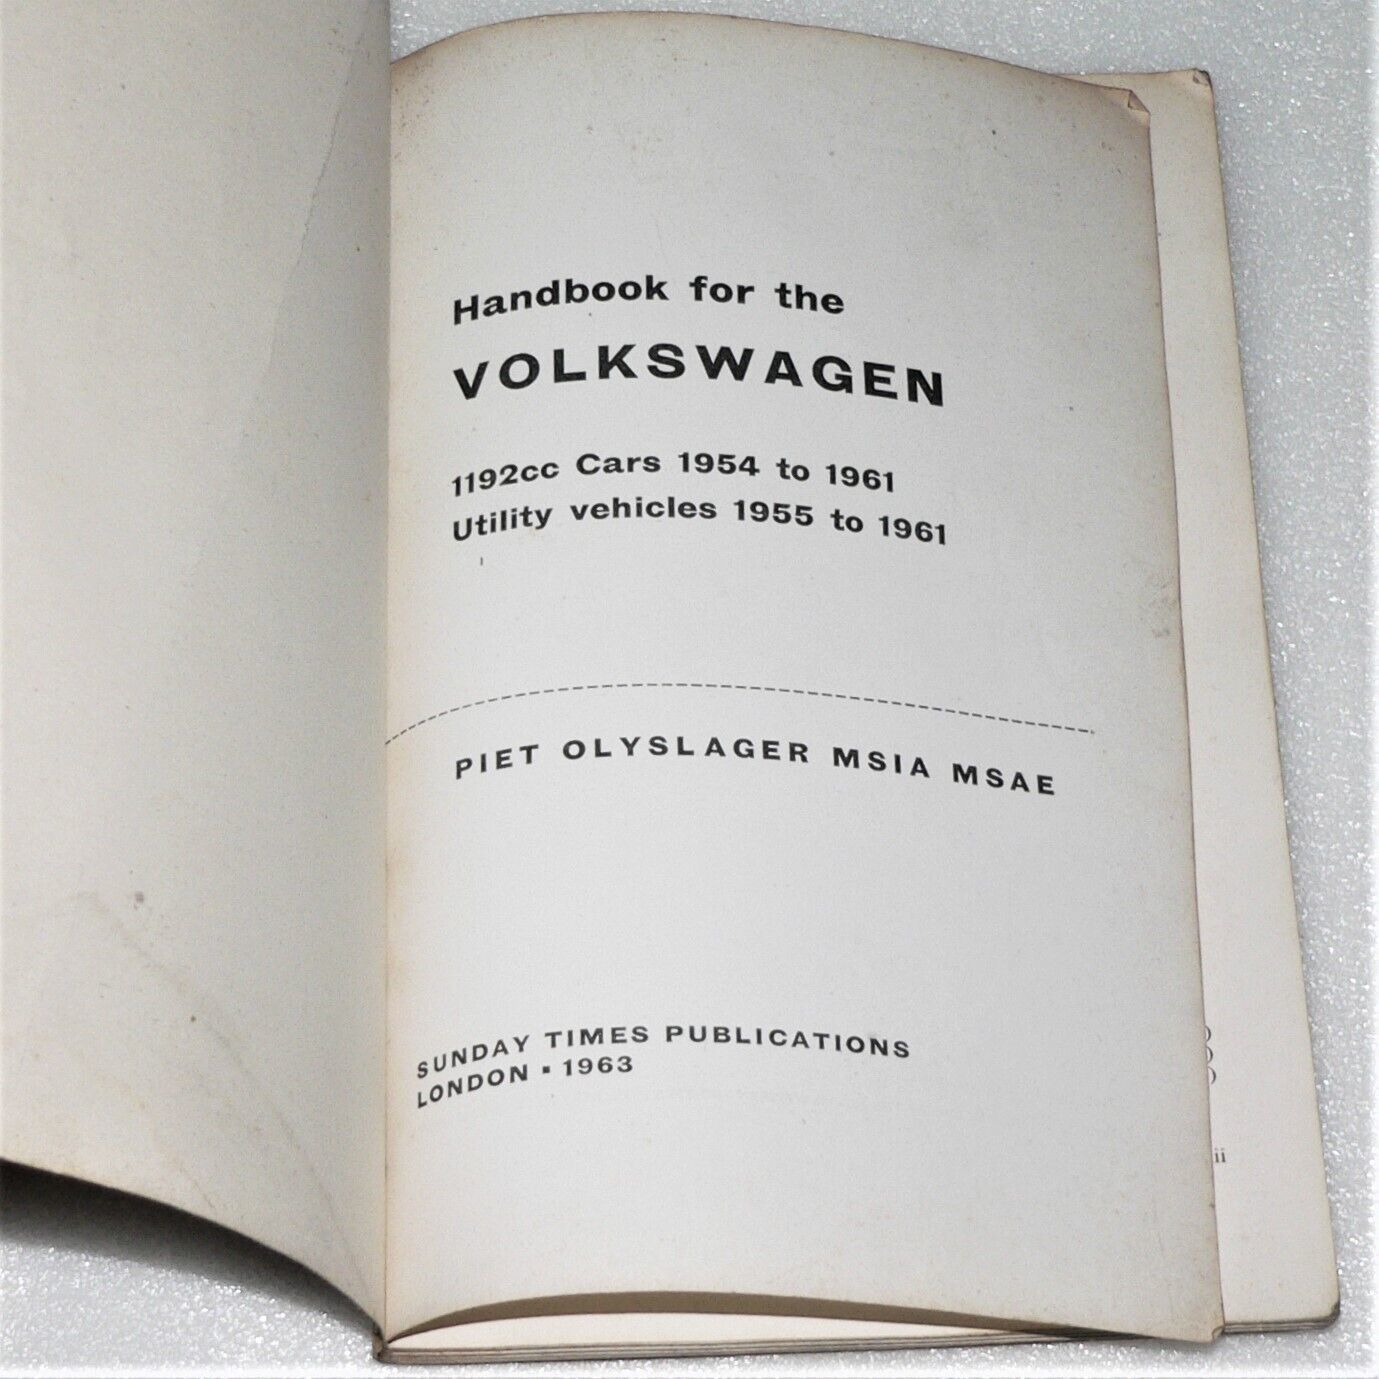 Handbook for the
VOLKSWAGEN
1192cc Cars 1954 to 1961
Utility vehicles 1955 to 1961
PIET OLYSLAGER MSIA MSAE
SUNDAY TIMES PUBLICATIONS
LONDON ▪ 1963